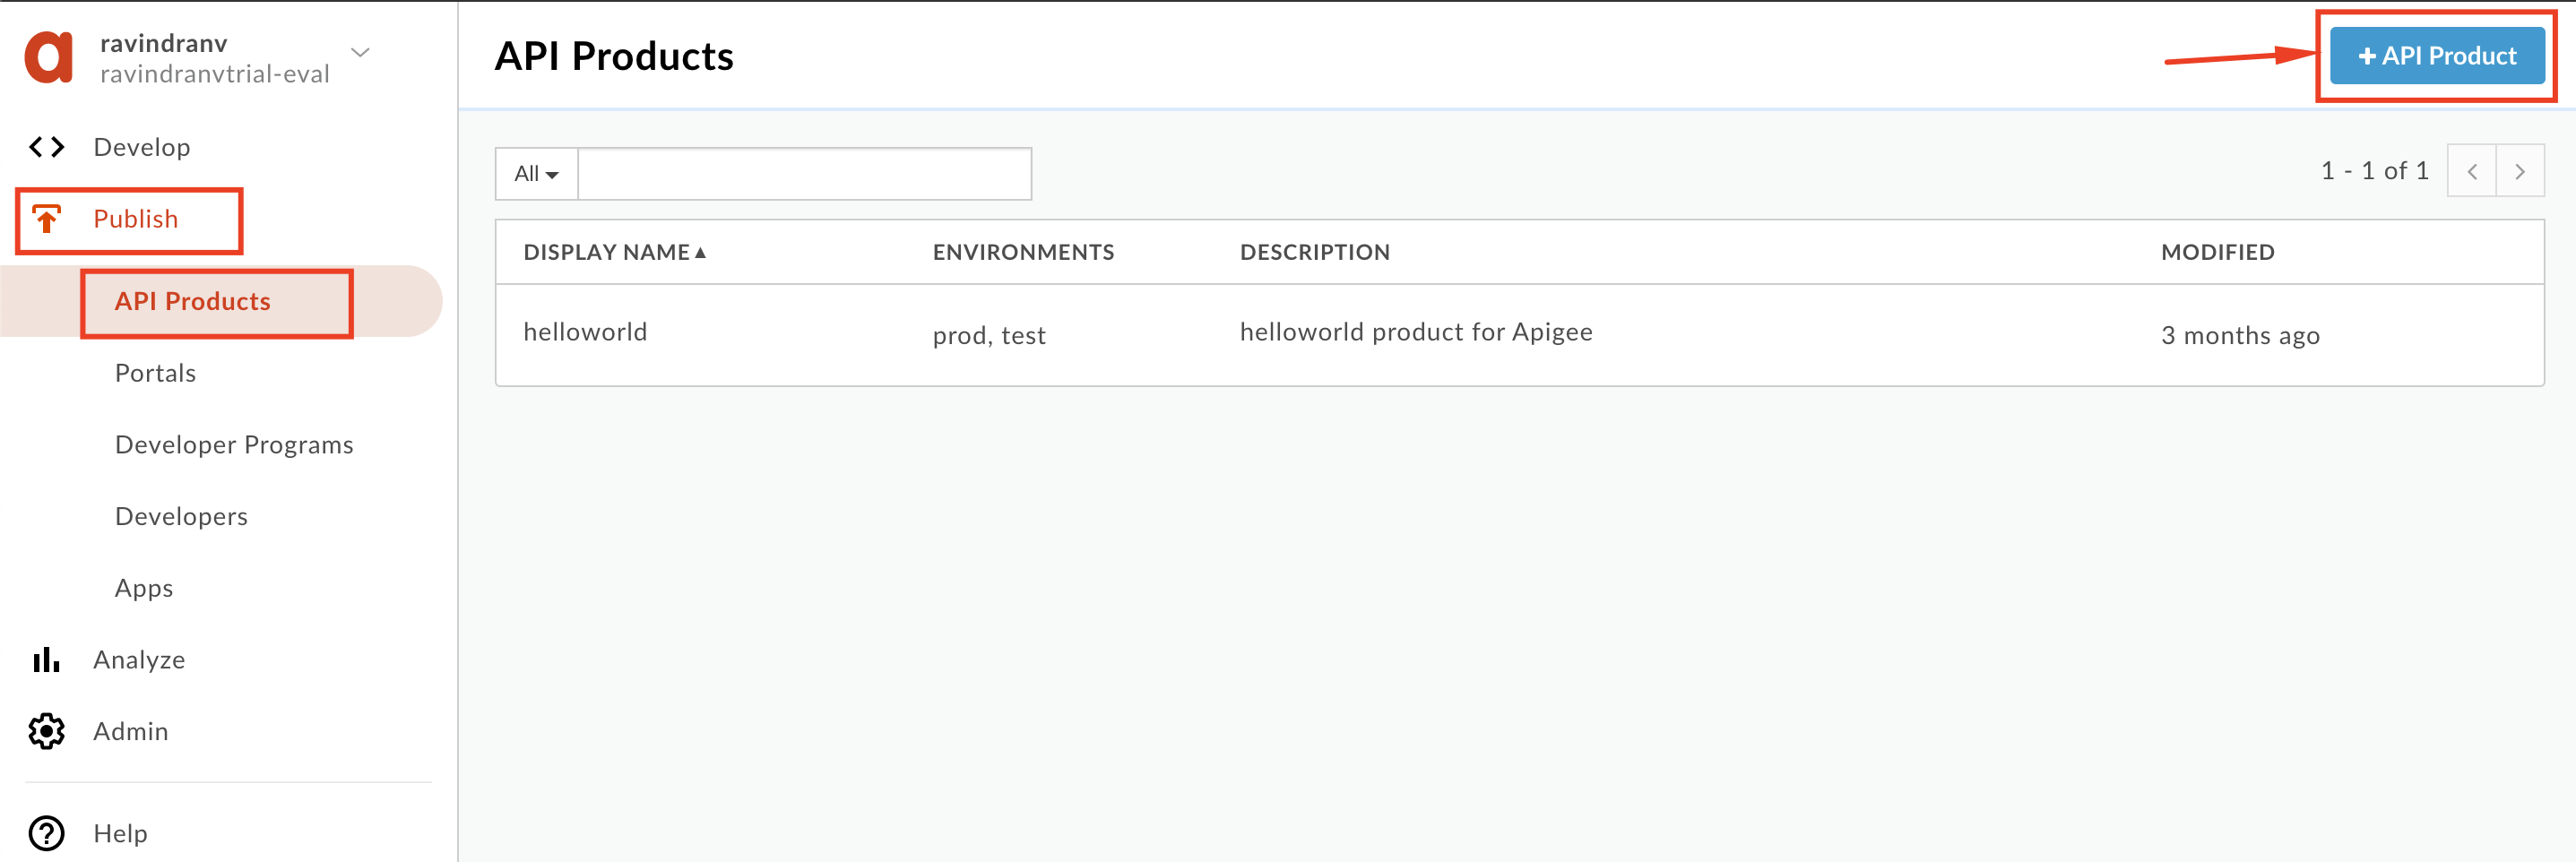 ravindranv
ravindranvtrial-eval
Develop
Publish
API Products
Portals
Developer Programs
Developers
Apps
Analyze
Admin
Help
API Products
+ API Product
All
1 - 1 of 1
DISPLAY NAME ENVIRONMENTS DESCRIPTION MODIFIED
helloworld prod, test helloworld product for Apigee 3 months ago